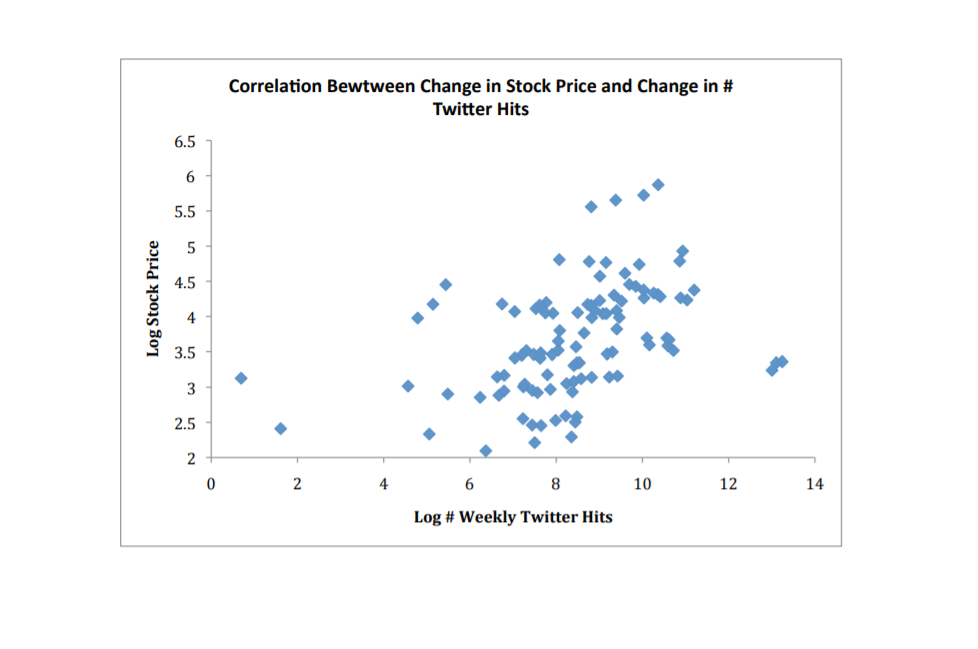 Correlation Bewtween Change in Stock Price and Change in #
Twitter Hits
6.5
6
5.5
5
4.5
4
3.5
3
2.5
2
Log Stock Price
0 2 4 6 8 10 12 14
Log # Weekly Twitter Hits